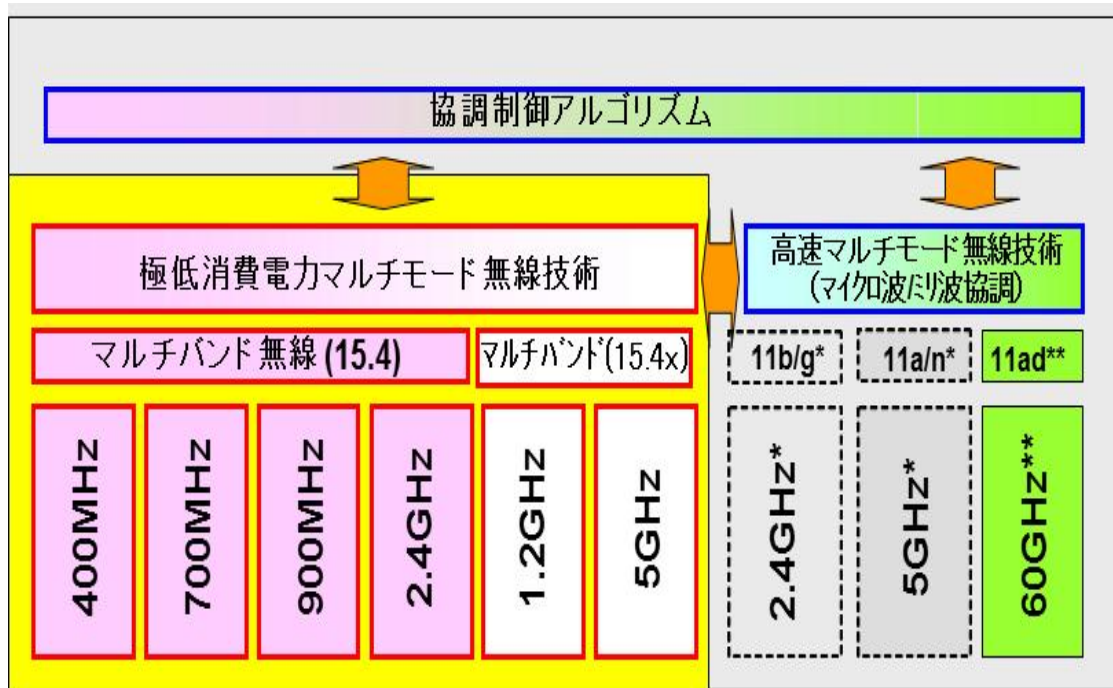 協調制御アルゴリズム
極低消費電力マルチモード無線技術
高速マルチモード無線技術
(マイクロ波/ミリ波協調)
マルチバンド無線(15.4)
マルチバンド(15.4x)
11b/g*
11a/n*
11ad**
400MHz
700MHz
900MHz
2.4GHz
1.2GHz
5GHz
2.4GHz*
5GHz*
60GHz**